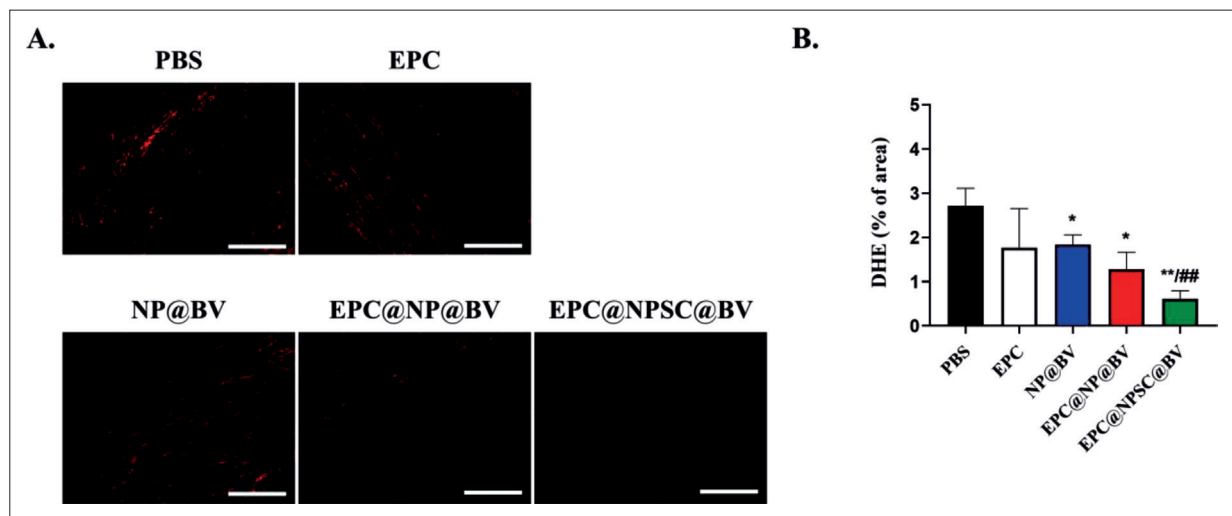 A.
PBS
EPC
NP@BV
EPC@NP@BV
EPC@NPSC@BV
B.
DHE (% of area)
5
4
3
2
1
0
*
*
**/##
PBS
EPC
NP@BV
EPC@NP@BV
EPC@NPSC@BV